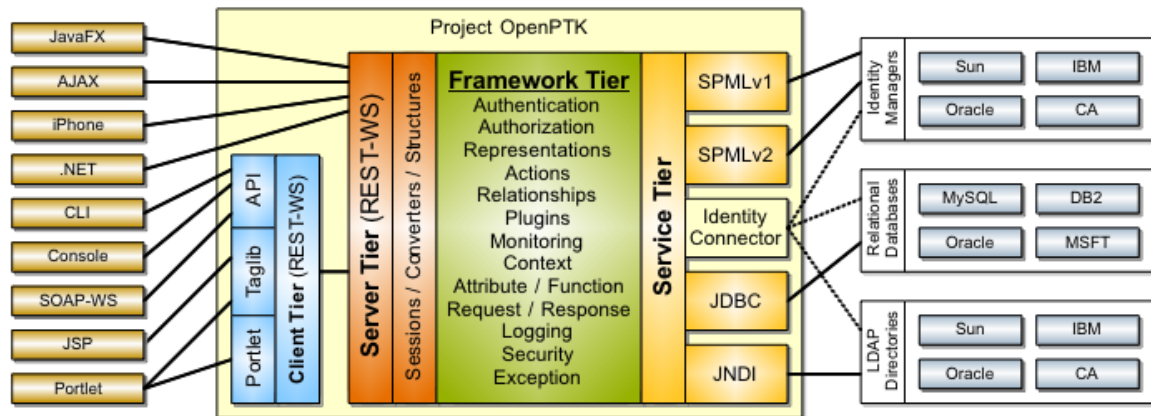 Project OpenPTK
JavaFX
AJAX
iPhone
.NET
CLI
Console
SOAP-WS
JSP
Portlet
API
Taglib
Portlet
Client Tier (REST-WS)
Server Tier (REST-WS)
Sessions / Converters / Structures
Framework Tier
Authentication
Authorization
Representations
Actions
Relationships
Plugins
Monitoring
Context
Attribute / Function
Request / Response
Logging
Security
Exception
Service Tier
SPMLv1
SPMLv2
Identity
Connector
JDBC
JNDI
Identity
Managers
Sun
IBM
Oracle
CA
Relational
Databases
MySQL
DB2
Oracle
MSFT
LDAP
Directories
Sun
IBM
Oracle
CA